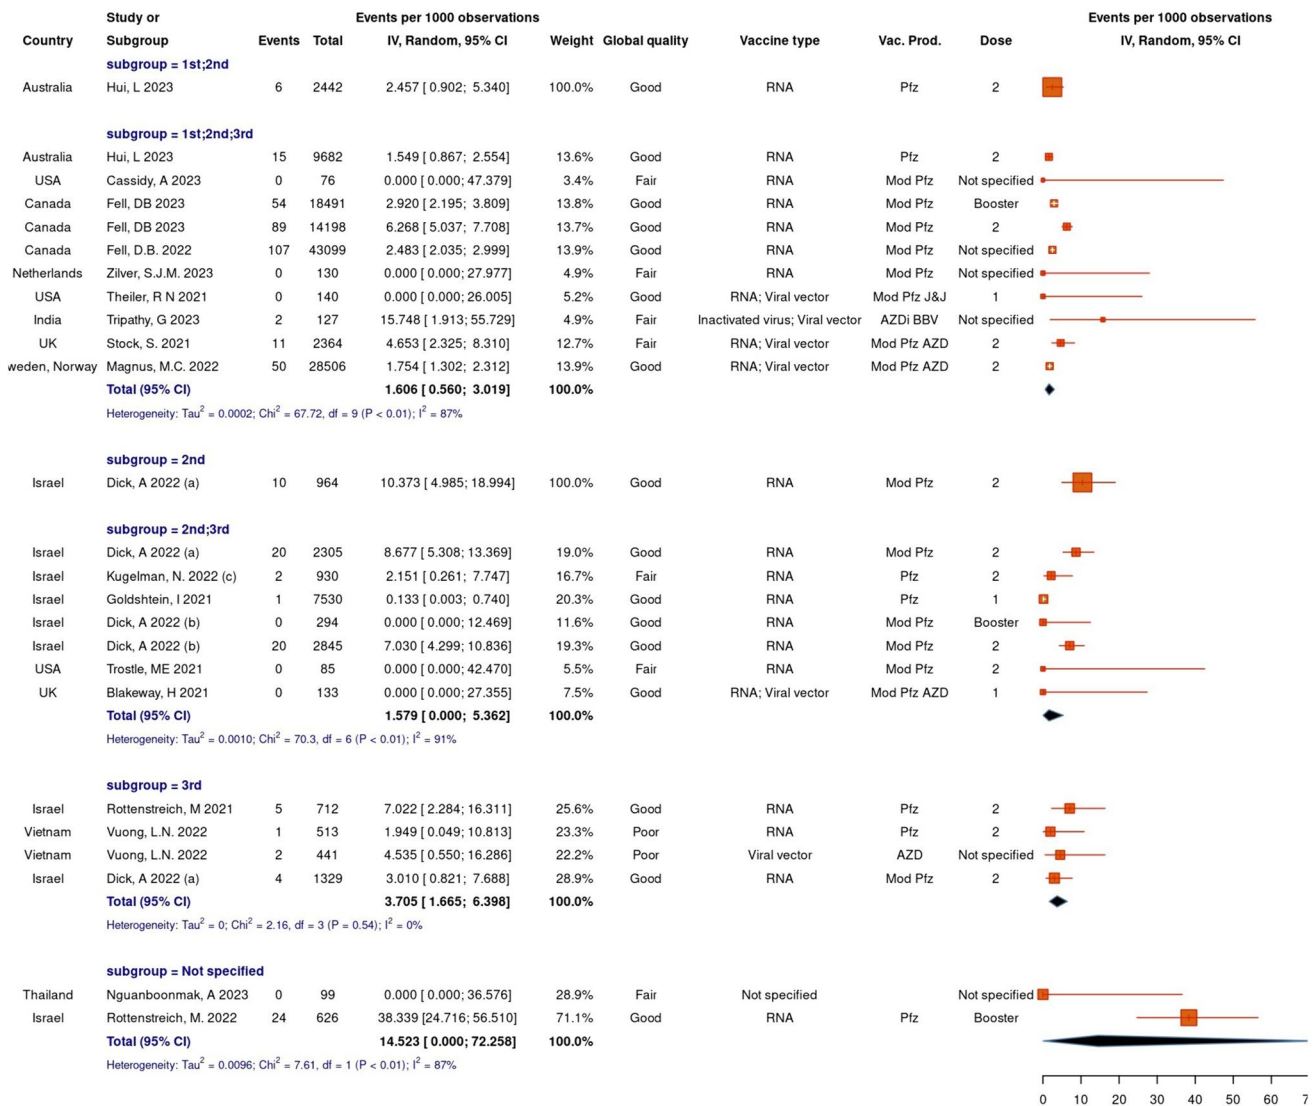 Study or Events per 1000 observations Events per 1000 observations
Country Subgroup Events Total IV, Random, 95% CI Weight Global quality Vaccine type Vac. Prod. Dose IV, Random, 95% CI
subgroup = 1st;2nd
Australia Hui, L 2023 6 2442 2.457 [ 0.902; 5.340] 100.0% Good RNA Pfz 2
subgroup = 1st;2nd;3rd
Australia Hui, L 2023 15 9682 1.549 [ 0.867; 2.554] 13.6% Good RNA Pfz 2
USA Cassidy, A 2023 0 76 0.000 [ 0.000; 47.379] 3.4% Fair RNA Mod Pfz Not specified
Canada Fell, DB 2023 54 18491 2.920 [ 2.195; 3.809] 13.8% Good RNA Mod Pfz Booster
Canada Fell, DB 2023 89 14198 6.268 [ 5.037; 7.708] 13.7% Good RNA Mod Pfz 2
Canada Fell, D.B. 2022 107 43099 2.483 [ 2.035; 2.999] 13.9% Good RNA Mod Pfz Not specified
Netherlands Zilver, S.J.M. 2023 0 130 0.000 [ 0.000; 27.977] 4.9% Fair RNA Mod Pfz Not specified
USA Theiler, R N 2021 0 140 0.000 [ 0.000; 26.005] 5.2% Good RNA; Viral vector Mod Pfz J&J 1
India Tripathy, G 2023 2 127 15.748 [ 1.913; 55.729] 4.9% Fair Inactivated virus; Viral vector AZDi BBV Not specified
UK Stock, S. 2021 11 2364 4.653 [ 2.325; 8.310] 12.7% Fair RNA; Viral vector Mod Pfz AZD 2
weden, Norway Magnus, M.C. 2022 50 28506 1.754 [ 1.302; 2.312] 13.9% Good RNA; Viral vector Mod Pfz AZD 2
Total (95% CI) 1.606 [ 0.560; 3.019] 100.0%
Heterogeneity: Tau² = 0.0002; Chi² = 67.72, df = 9 (P < 0.01); I² = 87%
subgroup = 2nd
Israel Dick, A 2022 (a) 10 964 10.373 [ 4.985; 18.994] 100.0% Good RNA Mod Pfz 2
subgroup = 2nd;3rd
Israel Dick, A 2022 (a) 20 2305 8.677 [ 5.308; 13.369] 19.0% Good RNA Mod Pfz 2
Israel Kugelman, N. 2022 (c) 2 930 2.151 [ 0.261; 7.747] 16.7% Fair RNA Pfz 2
Israel Goldshtein, I 2021 1 7530 0.133 [ 0.003; 0.740] 20.3% Good RNA Pfz 1
Israel Dick, A 2022 (b) 0 294 0.000 [ 0.000; 12.469] 11.6% Good RNA Mod Pfz Booster
Israel Dick, A 2022 (b) 20 2845 7.030 [ 4.299; 10.836] 19.3% Good RNA Mod Pfz 2
USA Trostle, ME 2021 0 85 0.000 [ 0.000; 42.470] 5.5% Fair RNA Mod Pfz 2
UK Blakeway, H 2021 0 133 0.000 [ 0.000; 27.355] 7.5% Good RNA; Viral vector Mod Pfz AZD 1
Total (95% CI) 1.579 [ 0.000; 5.362] 100.0%
Heterogeneity: Tau² = 0.0010; Chi² = 70.3, df = 6 (P < 0.01); I² = 91%
subgroup = 3rd
Israel Rottenstreich, M 2021 5 712 7.022 [ 2.284; 16.311] 25.6% Good RNA Pfz 2
Vietnam Vuong, L.N. 2022 1 513 1.949 [ 0.049; 10.813] 23.3% Poor RNA Pfz 2
Vietnam Vuong, L.N. 2022 2 441 4.535 [ 0.550; 16.286] 22.2% Poor Viral vector AZD Not specified
Israel Dick, A 2022 (a) 4 1329 3.010 [ 0.821; 7.688] 28.9% Good RNA Mod Pfz 2
Total (95% CI) 3.705 [ 1.665; 6.398] 100.0%
Heterogeneity: Tau² = 0; Chi² = 2.16, df = 3 (P = 0.54); I² = 0%
subgroup = Not specified
Thailand Nguanboonmak, A 2023 0 99 0.000 [ 0.000; 36.576] 28.9% Fair Not specified Not specified
Israel Rottenstreich, M. 2022 24 626 38.339 [24.716; 56.510] 71.1% Good RNA Pfz Booster
Total (95% CI) 14.523 [ 0.000; 72.258] 100.0%
Heterogeneity: Tau² = 0.0096; Chi² = 7.61, df = 1 (P < 0.01); I² = 87%
0 10 20 30 40 50 60 7